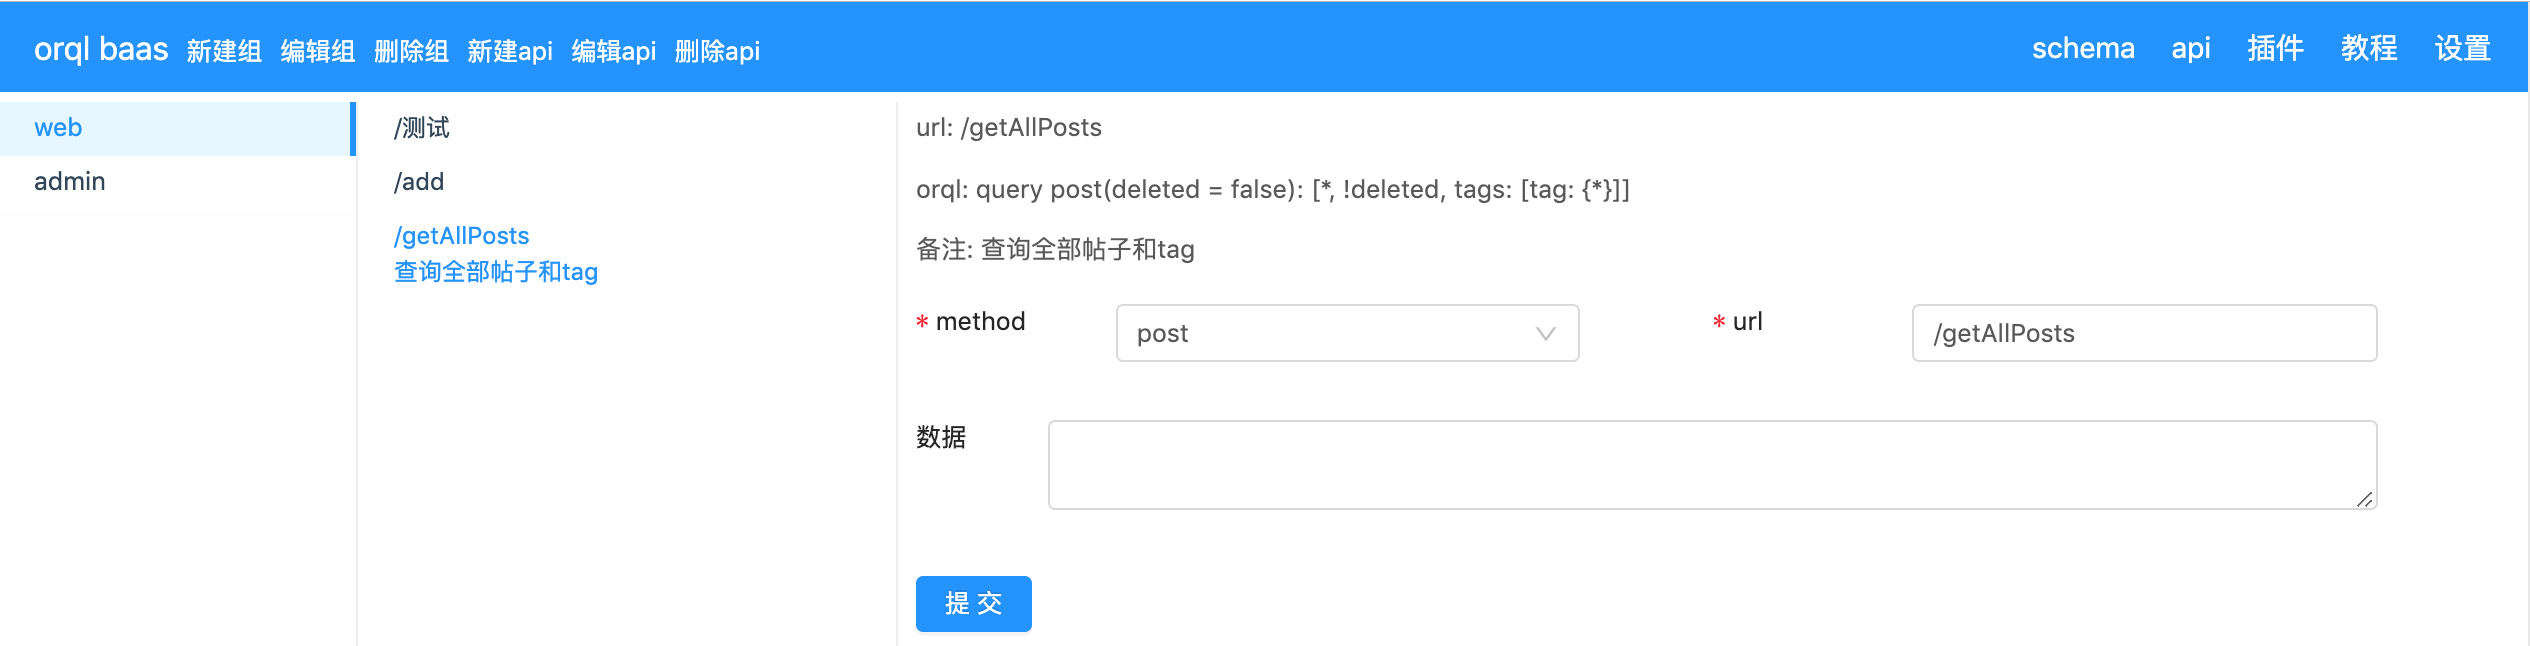 orql baas 新建组 编辑组 删除组 新建api 编辑api 删除api schema api 插件 教程 设置
web
admin
/测试
/add
/getAllPosts
查询全部帖子和tag
url: /getAllPosts
orql: query post(deleted = false): [*, !deleted, tags: [tag: {*}]]
备注: 查询全部帖子和tag
* method post * url /getAllPosts
数据
提 交